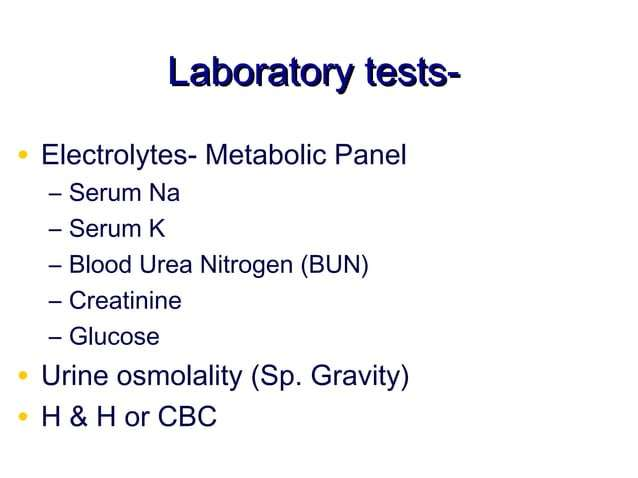 Laboratory tests-
• Electrolytes- Metabolic Panel
– Serum Na
– Serum K
– Blood Urea Nitrogen (BUN)
– Creatinine
– Glucose
• Urine osmolality (Sp. Gravity)
• H & H or CBC